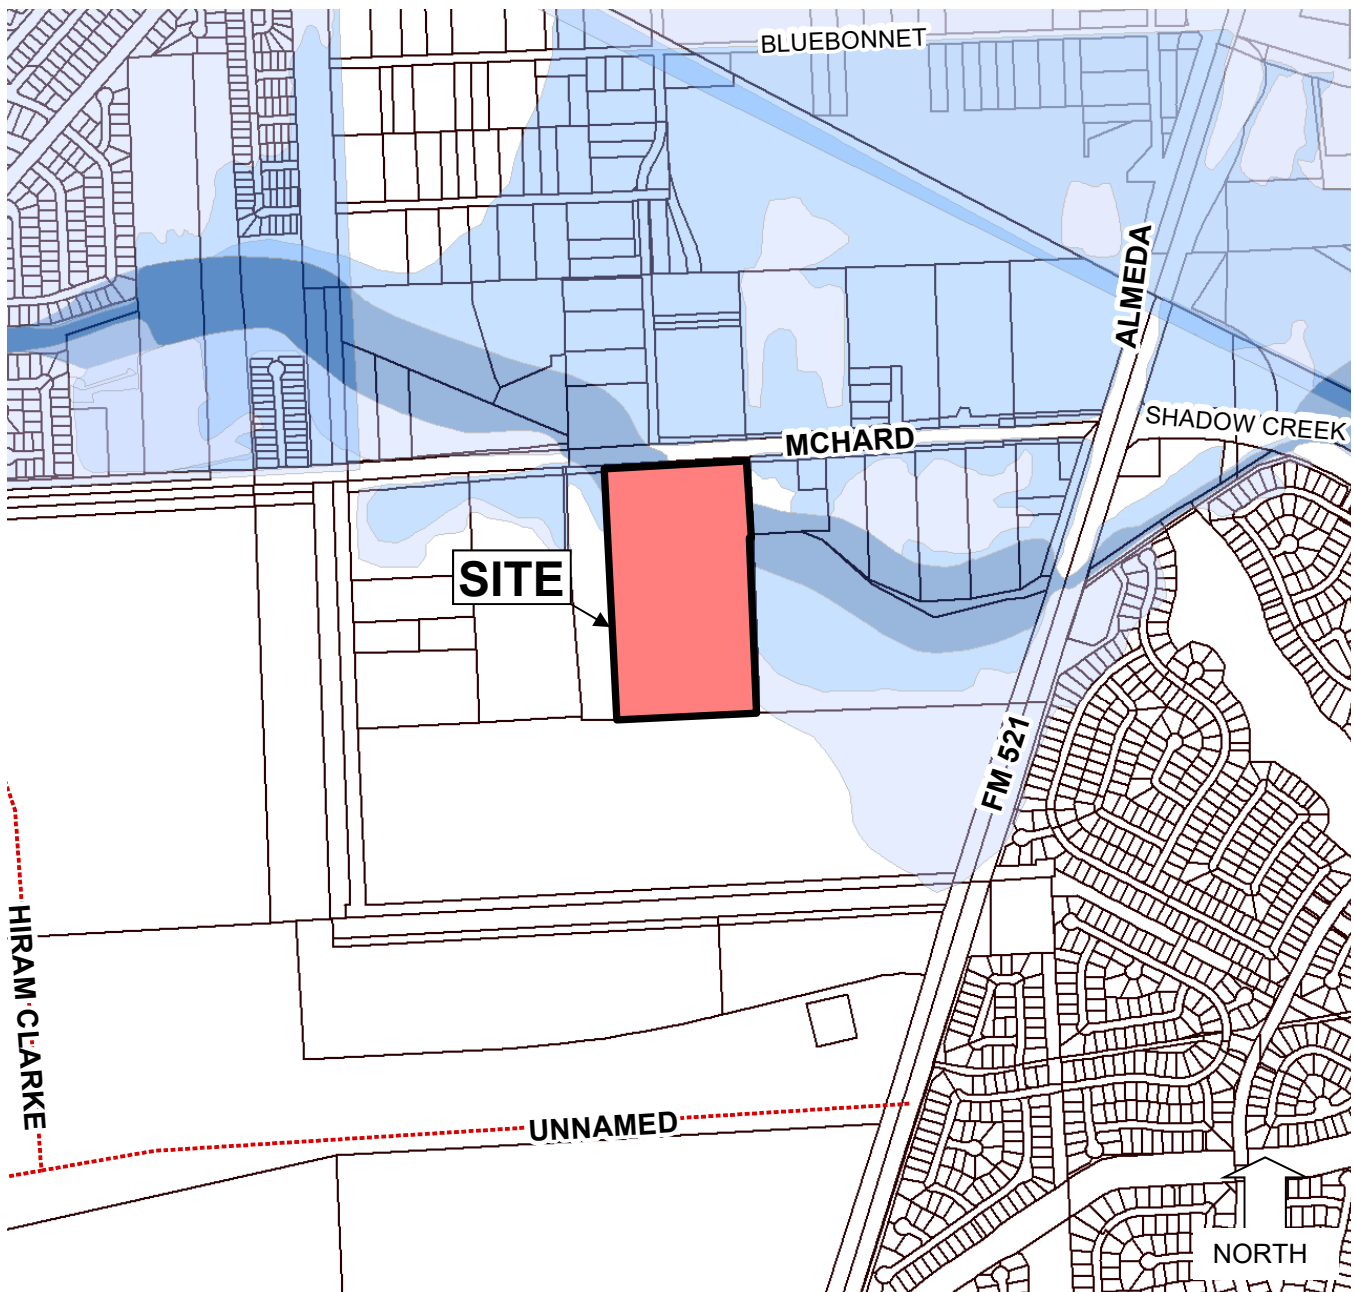 BLUEBONNET
ALMEDA
SHADOW CREEK
MCHARD
SITE
FM 521
HIRAM CLARKE
UNNAMED
NORTH